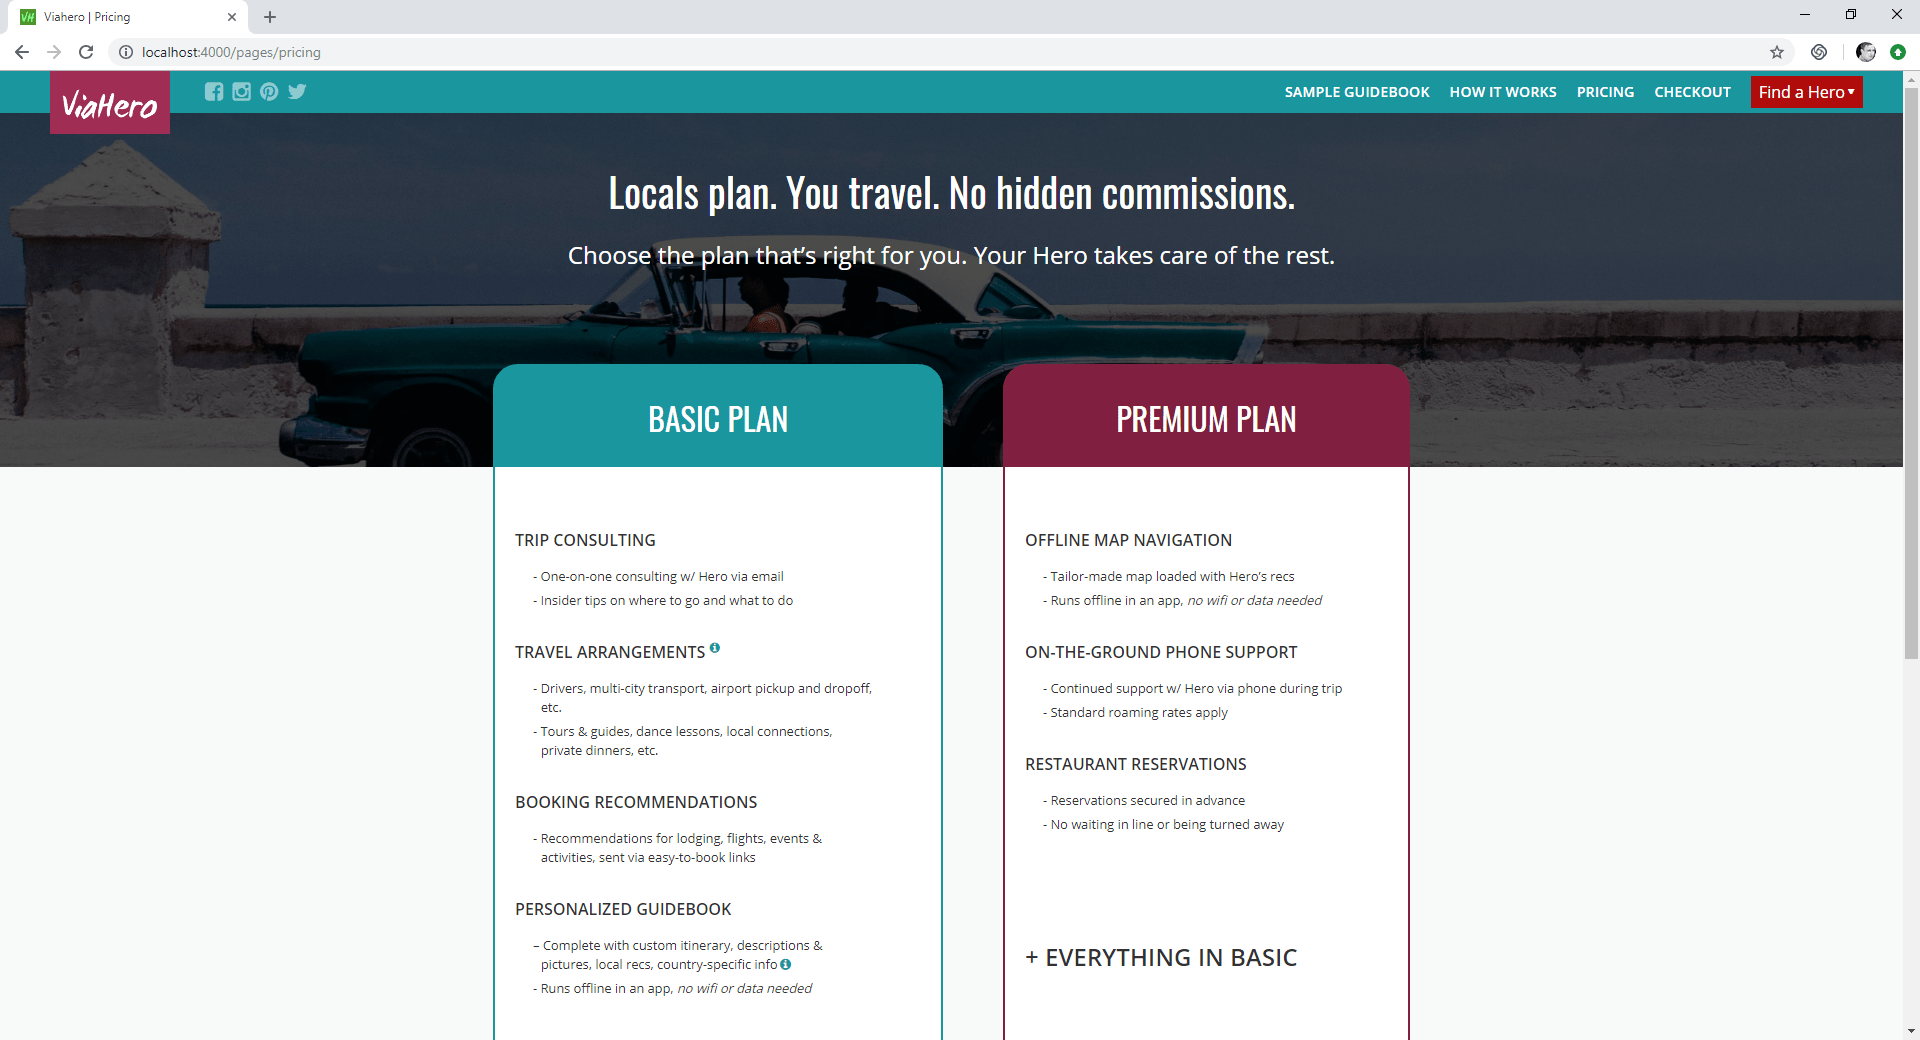 VH Viahero | Pricing
localhost:4000/pages/pricing
ViaHero
SAMPLE GUIDEBOOK HOW IT WORKS PRICING CHECKOUT Find a Hero
Locals plan. You travel. No hidden commissions.
Choose the plan that’s right for you. Your Hero takes care of the rest.
BASIC PLAN
TRIP CONSULTING
- One-on-one consulting w/ Hero via email
- Insider tips on where to go and what to do
TRAVEL ARRANGEMENTS
- Drivers, multi-city transport, airport pickup and dropoff,
etc.
- Tours & guides, dance lessons, local connections,
private dinners, etc.
BOOKING RECOMMENDATIONS
- Recommendations for lodging, flights, events &
activities, sent via easy-to-book links
PERSONALIZED GUIDEBOOK
– Complete with custom itinerary, descriptions &
pictures, local recs, country-specific info
- Runs offline in an app, no wifi or data needed
PREMIUM PLAN
OFFLINE MAP NAVIGATION
- Tailor-made map loaded with Hero’s recs
- Runs offline in an app, no wifi or data needed
ON-THE-GROUND PHONE SUPPORT
- Continued support w/ Hero via phone during trip
- Standard roaming rates apply
RESTAURANT RESERVATIONS
- Reservations secured in advance
- No waiting in line or being turned away
+ EVERYTHING IN BASIC